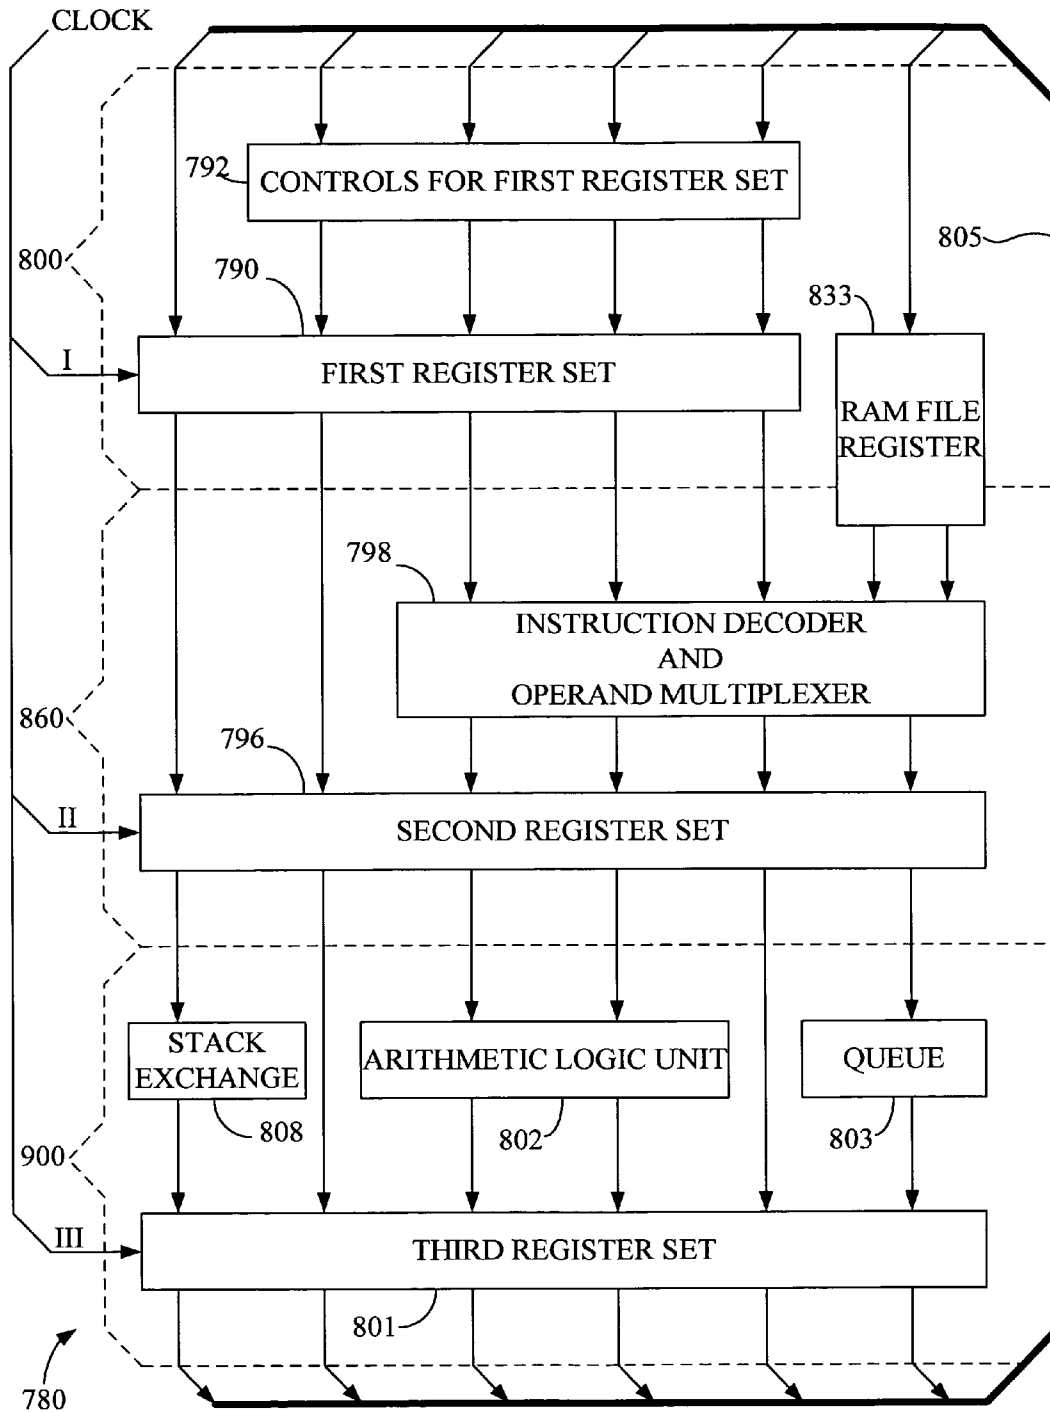 CLOCK
792
CONTROLS FOR FIRST REGISTER SET
805
800
790
833
I
FIRST REGISTER SET
RAM FILE
REGISTER
798
INSTRUCTION DECODER
AND
OPERAND MULTIPLEXER
860
796
II
SECOND REGISTER SET
STACK
EXCHANGE
ARITHMETIC LOGIC UNIT
QUEUE
808
802
803
900
III
THIRD REGISTER SET
801
780